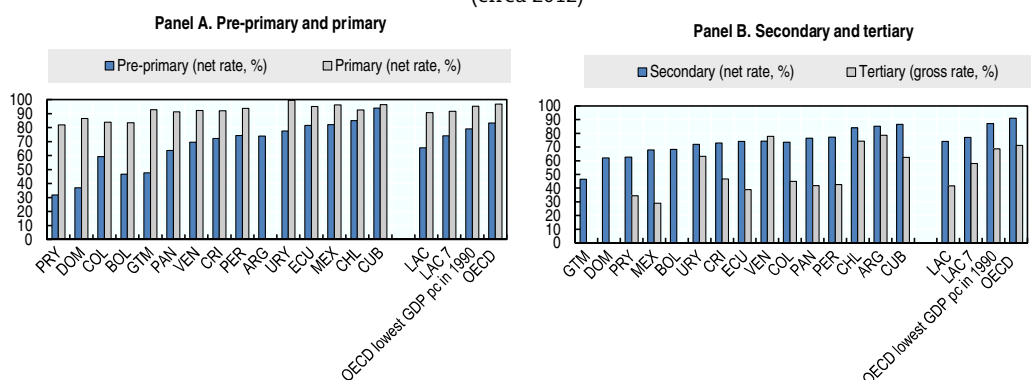 (circa 2012)
Panel A. Pre-primary and primary
Pre-primary (net rate, %)
Primary (net rate, %)
100
90
80
70
60
50
40
30
20
10
0
PRY
DOM
COL
BOL
GTM
PAN
VEN
CRI
PER
ARG
URY
ECU
MEX
CHL
CUB
LAC
LAC 7
OECD lowest GDP pc in 1990
OECD
Panel B. Secondary and tertiary
Secondary (net rate, %)
Tertiary (gross rate, %)
100
90
80
70
60
50
40
30
20
10
0
GTM
DOM
PRY
MEX
BOL
URY
CRI
ECU
VEN
COL
PAN
PER
CHL
ARG
CUB
LAC
LAC 7
OECD lowest GDP pc in 1990
OECD